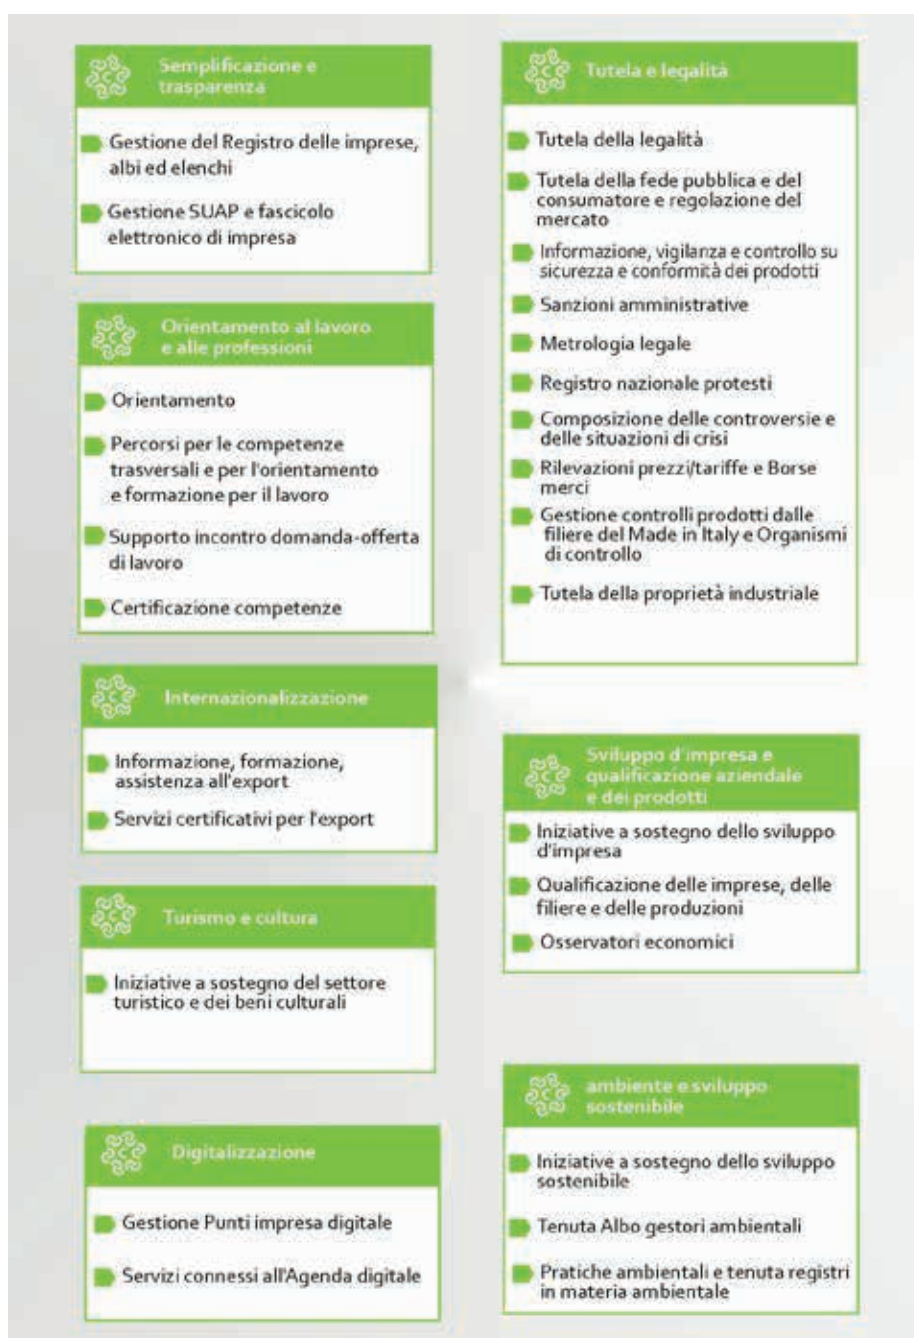 Semplificazione e
trasparenza
Gestione del Registro delle imprese,
albi ed elenchi
Gestione SUAP e fascicolo
elettronico di impresa
Orientamento al lavoro
e alle professioni
Orientamento
Percorsi per le competenze
trasversali e per l'orientamento
e formazione per il lavoro
Supporto incontro domanda-offerta
di lavoro
Certificazione competenze
Internazionalizzazione
Informazione, formazione,
assistenza all'export
Servizi certificativi per l'export
Turismo e cultura
Iniziative a sostegno del settore
turistico e dei beni culturali
Digitalizzazione
Gestione Punti impresa digitale
Servizi connessi all'Agenda digitale
Tutela e legalità
Tutela della legalità
Tutela della fede pubblica e del
consumatore e regolazione del
mercato
Informazione, vigilanza e controllo su
sicurezza e conformità dei prodotti
Sanzioni amministrative
Metrologia legale
Registro nazionale protesti
Composizione delle controversie e
delle situazioni di crisi
Rilevazioni prezzi/tariffe e Borse
merci
Gestione controlli prodotti dalle
filiere del Made in Italy e Organismi
di controllo
Tutela della proprietà industriale
Sviluppo d'impresa e
qualificazione aziendale
e dei prodotti
Iniziative a sostegno dello sviluppo
d'impresa
Qualificazione delle imprese, delle
filiere e delle produzioni
Osservatori economici
ambiente e sviluppo
sostenibile
Iniziative a sostegno dello sviluppo
sostenibile
Tenuta Albo gestori ambientali
Pratiche ambientali e tenuta registri
in materia ambientale